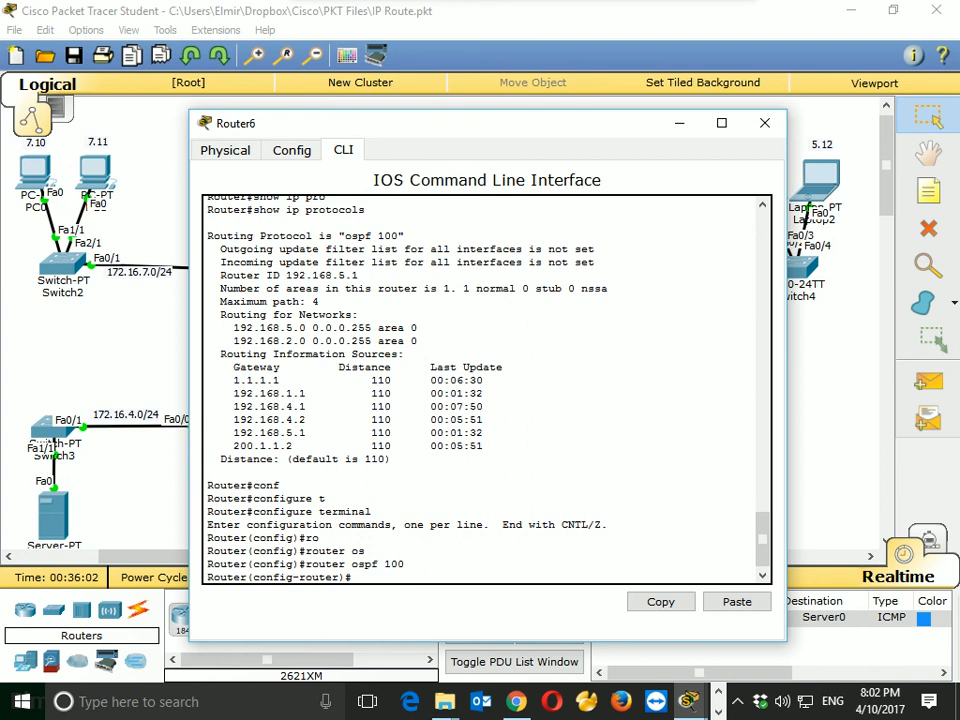 Cisco Packet Tracer Student - C:\Users\Elmir\Dropbox\Cisco\PKT Files\IP Route.pkt
File Edit Options View Tools Extensions Help
Logical [Root] New Cluster Move Object Set Tiled Background Viewport
Router6
Physical Config CLI
IOS Command Line Interface
Router#show ip pro
Router#show ip protocols
Routing Protocol is "ospf 100"
Outgoing update filter list for all interfaces is not set
Incoming update filter list for all interfaces is not set
Router ID 192.168.5.1
Number of areas in this router is 1. 1 normal 0 stub 0 nssa
Maximum path: 4
Routing for Networks:
192.168.5.0 0.0.0.255 area 0
192.168.2.0 0.0.0.255 area 0
Routing Information Sources:
Gateway Distance Last Update
1.1.1.1 110 00:06:30
192.168.1.1 110 00:01:32
192.168.4.1 110 00:07:50
192.168.4.2 110 00:05:51
192.168.5.1 110 00:01:32
200.1.1.2 110 00:05:51
Distance: (default is 110)
Router#conf
Router#configure t
Router#configure terminal
Enter configuration commands, one per line. End with CNTL/Z.
Router(config)#ro
Router(config)#router os
Router(config)#router ospf 100
Router(config-router)#
Copy Paste
7.10 7.11
PC0
Fa0
Fa0
Fa1/1
Fa2/1
Fa0/1
172.16.7.0/24
Switch-PT
Switch2
172.16.4.0/24
Fa0/1
Switch3
Fa0
Server-PT
5.12
Laptop2
Fa0
Fa0/3
Fa0/4
Time: 00:36:02 Power Cycle
Realtime
Routers
2621XM
Toggle PDU List Window
Destination Type Color
Server0 ICMP
Type here to search
ENG
8:02 PM
4/10/2017